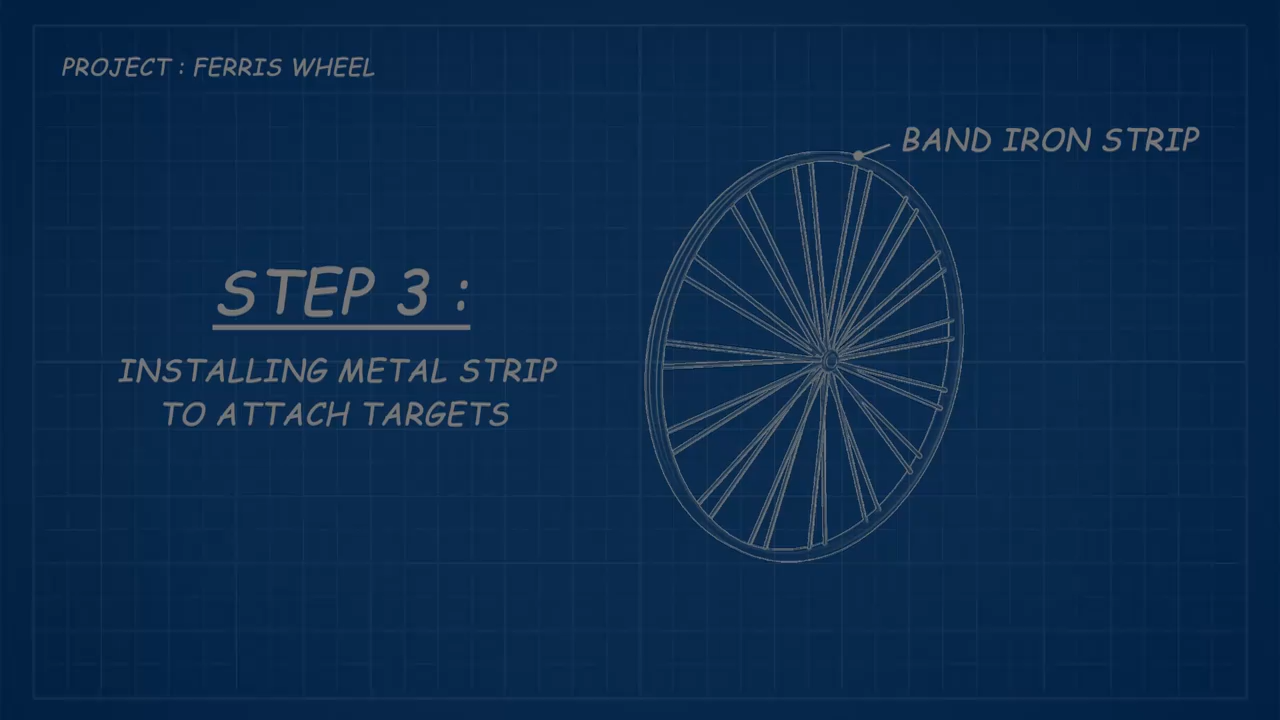 PROJECT : FERRIS WHEEL
BAND IRON STRIP
STEP 3 :
INSTALLING METAL STRIP
TO ATTACH TARGETS